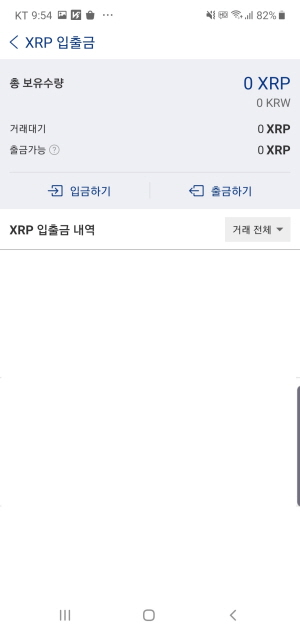 KT 9:54 82%
XRP 입출금
총 보유수량 0 XRP
0 KRW
거래대기 0 XRP
출금가능 ? 0 XRP
입금하기 출금하기
XRP 입출금 내역 거래 전체